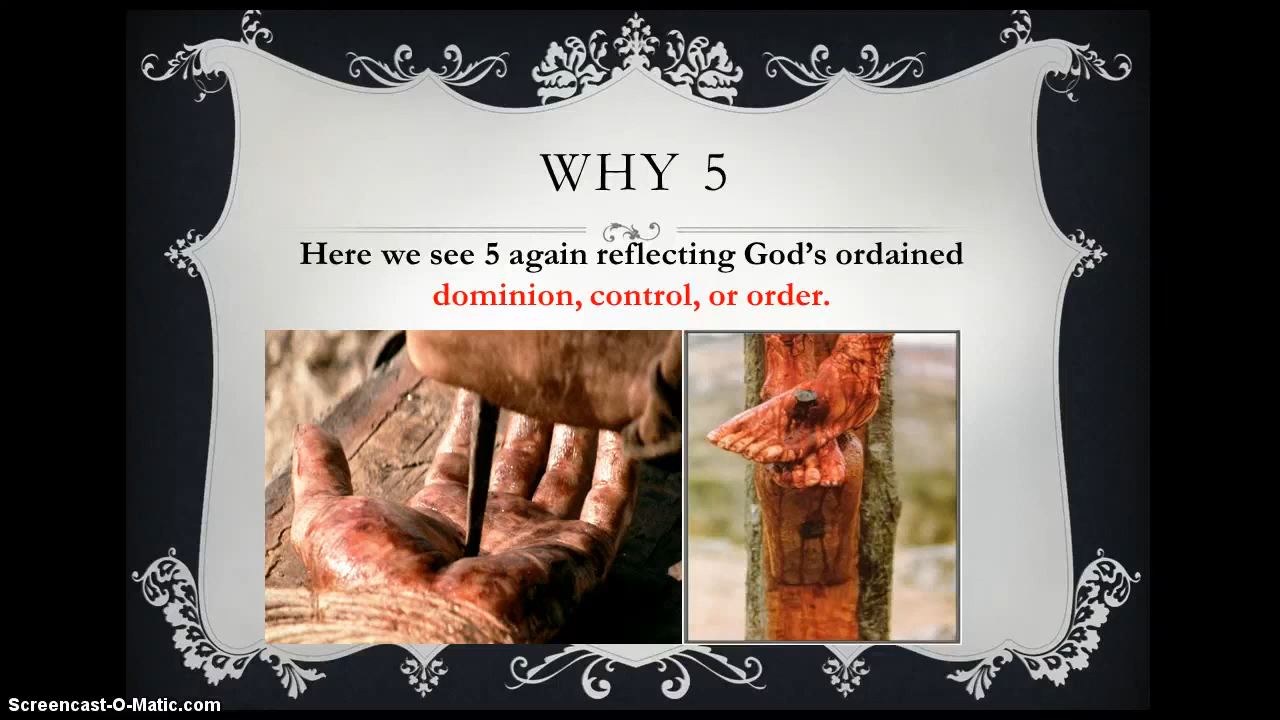 WHY 5
Here we see 5 again reflecting God’s ordained
dominion, control, or order.
Screencast-O-Matic.com